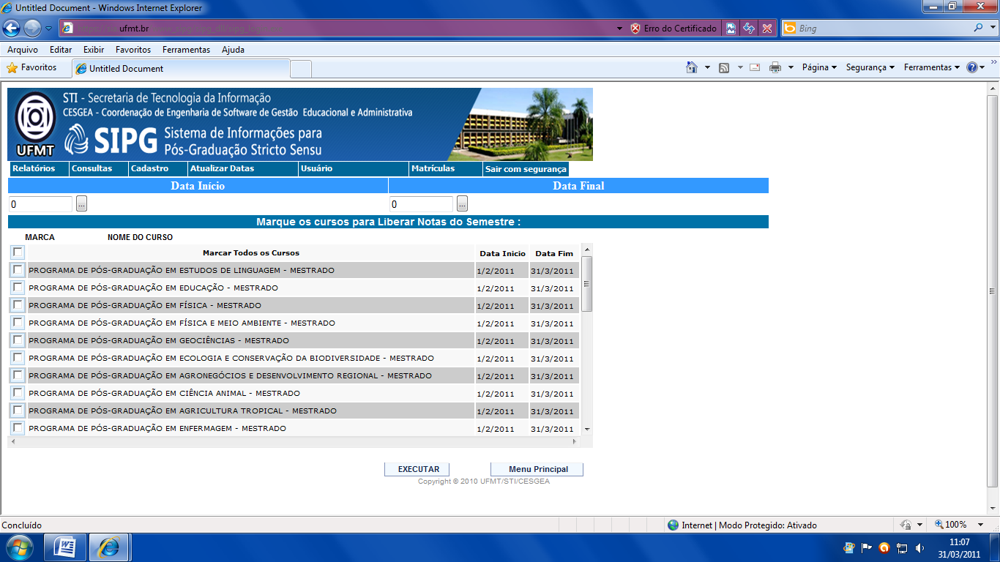 Untitled Document - Windows Internet Explorer
ufmt.br
Erro do Certificado
Bing
Arquivo Editar Exibir Favoritos Ferramentas Ajuda
Favoritos
Untitled Document
Página Segurança Ferramentas
STI - Secretaria de Tecnologia da Informação
CESGEA - Coordenação de Engenharia de Software de Gestão Educacional e Administrativa
UFMT
SIPG
Sistema de Informações para
Pós-Graduação Stricto Sensu
Relatórios Consultas Cadastro Atualizar Datas Usuário Matrículas Sair com segurança
Data Início Data Final
0 ... 0 ...
Marque os cursos para Liberar Notas do Semestre :
MARCA NOME DO CURSO
Marcar Todos os Cursos Data Inicio Data Fim
PROGRAMA DE PÓS-GRADUAÇÃO EM ESTUDOS DE LINGUAGEM - MESTRADO 1/2/2011 31/3/2011
PROGRAMA DE PÓS-GRADUAÇÃO EM EDUCAÇÃO - MESTRADO 1/2/2011 31/3/2011
PROGRAMA DE PÓS-GRADUAÇÃO EM FÍSICA - MESTRADO 1/2/2011 31/3/2011
PROGRAMA DE PÓS-GRADUAÇÃO EM FÍSICA E MEIO AMBIENTE - MESTRADO 1/2/2011 31/3/2011
PROGRAMA DE PÓS-GRADUAÇÃO EM GEOCIÊNCIAS - MESTRADO 1/2/2011 31/3/2011
PROGRAMA DE PÓS-GRADUAÇÃO EM ECOLOGIA E CONSERVAÇÃO DA BIODIVERSIDADE - MESTRADO 1/2/2011 31/3/2011
PROGRAMA DE PÓS-GRADUAÇÃO EM AGRONEGÓCIOS E DESENVOLVIMENTO REGIONAL - MESTRADO 1/2/2011 31/3/2011
PROGRAMA DE PÓS-GRADUAÇÃO EM CIÊNCIA ANIMAL - MESTRADO 1/2/2011 31/3/2011
PROGRAMA DE PÓS-GRADUAÇÃO EM AGRICULTURA TROPICAL - MESTRADO 1/2/2011 31/3/2011
PROGRAMA DE PÓS-GRADUAÇÃO EM ENFERMAGEM - MESTRADO 1/2/2011 31/3/2011
EXECUTAR Menu Principal
Copyright © 2010 UFMT/STI/CESGEA
Concluído
Internet | Modo Protegido: Ativado
100%
11:07
31/03/2011